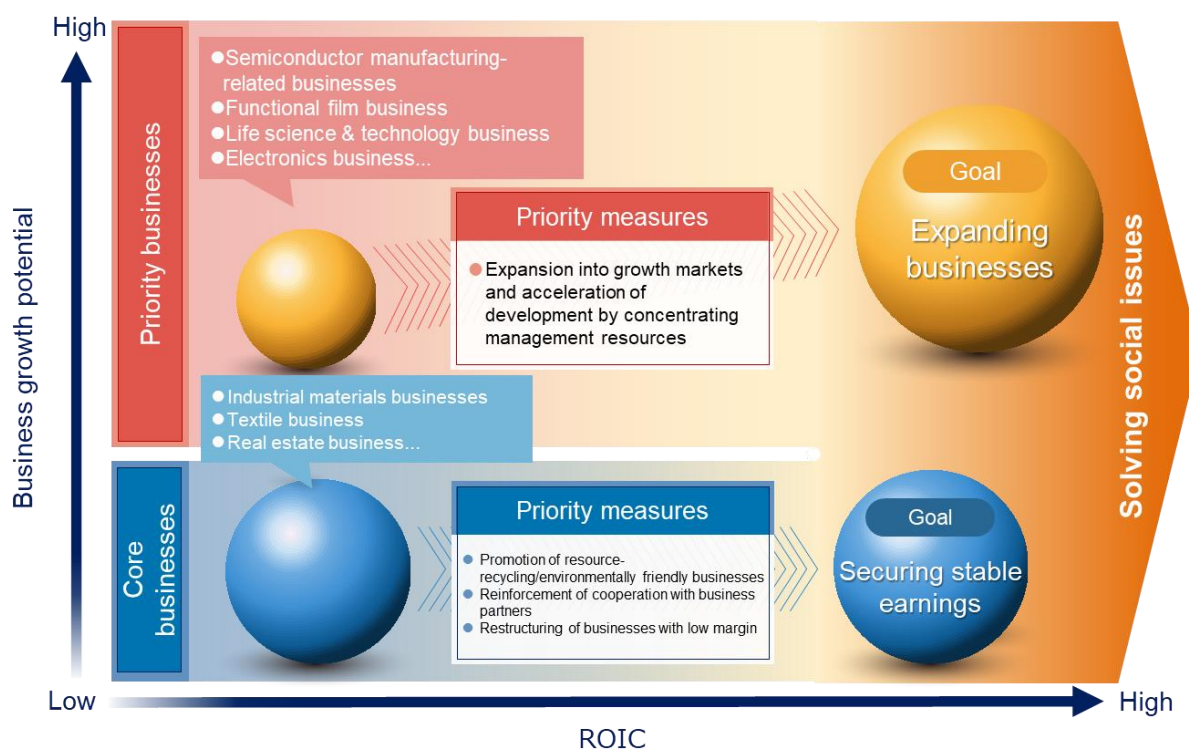 High
Business growth potential
Low
Priority businesses
●Semiconductor manufacturing-
related businesses
●Functional film business
●Life science & technology business
●Electronics business...
Priority measures
● Expansion into growth markets
and acceleration of
development by concentrating
management resources
Goal
Expanding
businesses
Core
businesses
● Industrial materials businesses
● Textile business
● Real estate business...
Priority measures
● Promotion of resource-
recycling/environmentally friendly businesses
● Reinforcement of cooperation with business
partners
● Restructuring of businesses with low margin
Goal
Securing stable
earnings
Solving social issues
High
ROIC